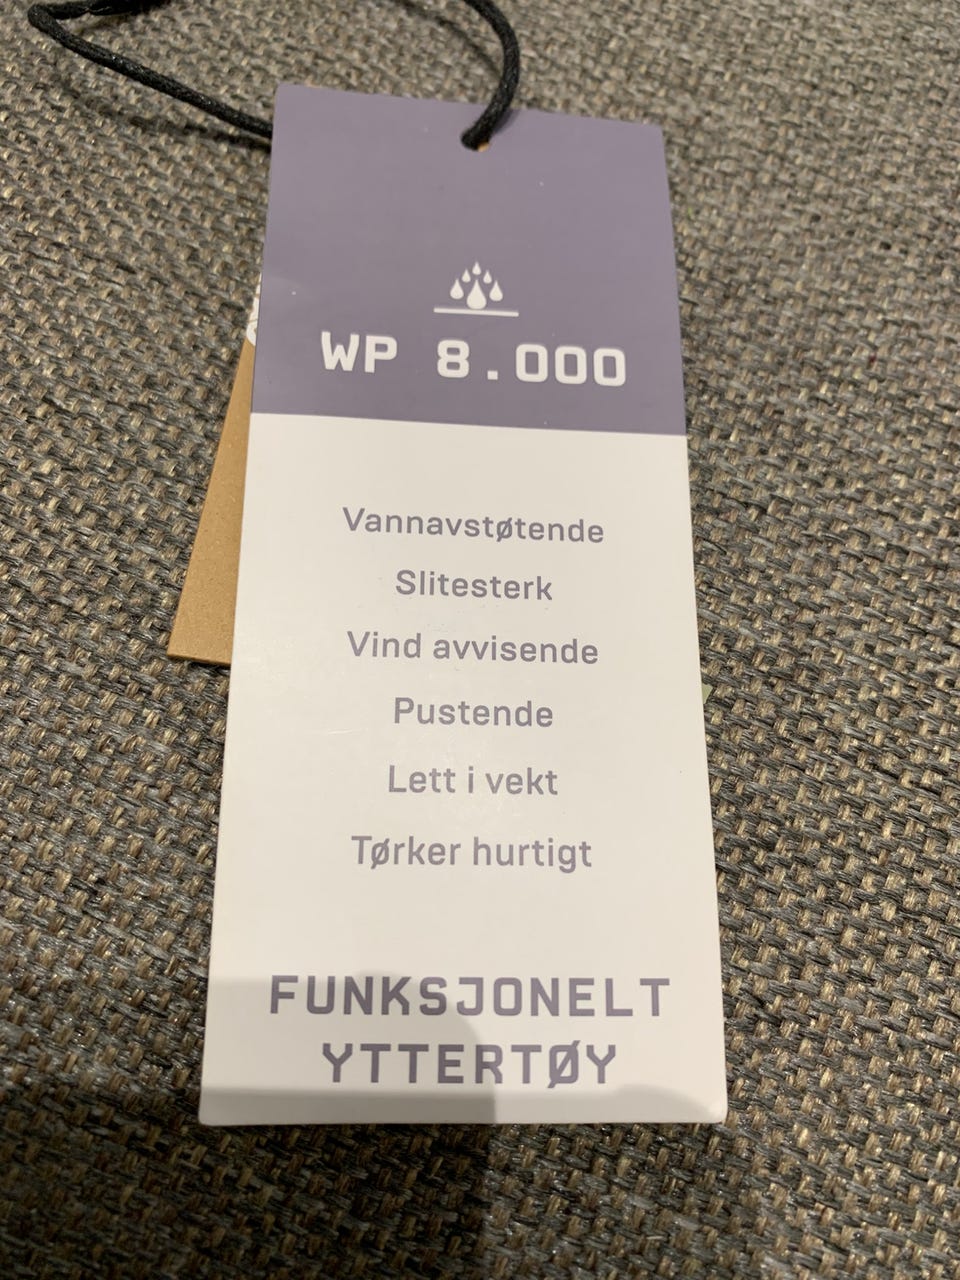 WP 8.000
Vannavstøtende
Slitesterk
Vind avvisende
Pustende
Lett i vekt
Tørker hurtigt
FUNKSJONELT
YTTERTØY